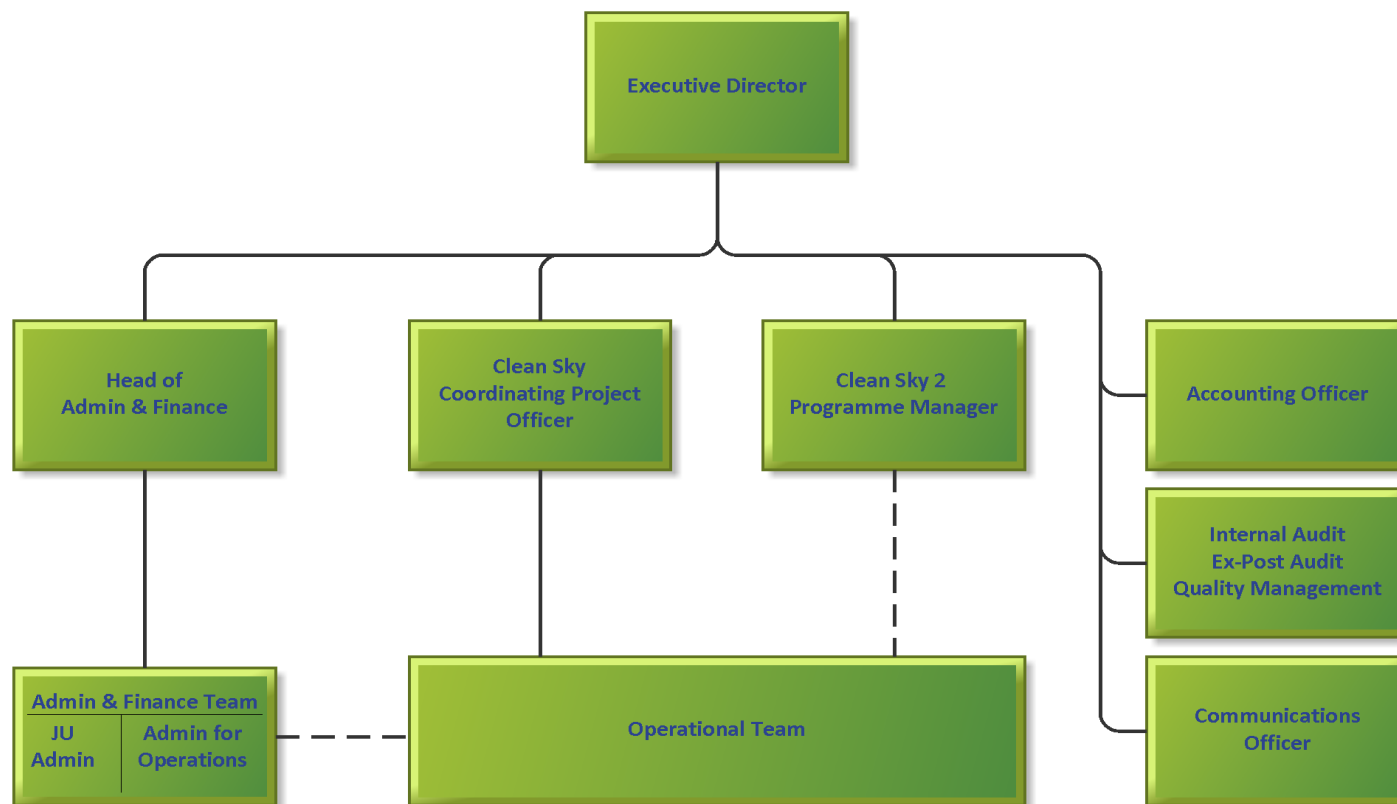 Executive Director
Head of
Admin & Finance
Clean Sky
Coordinating Project
Officer
Clean Sky 2
Programme Manager
Accounting Officer
Internal Audit
Ex-Post Audit
Quality Management
Admin & Finance Team
JU
Admin
Admin for
Operations
Operational Team
Communications
Officer